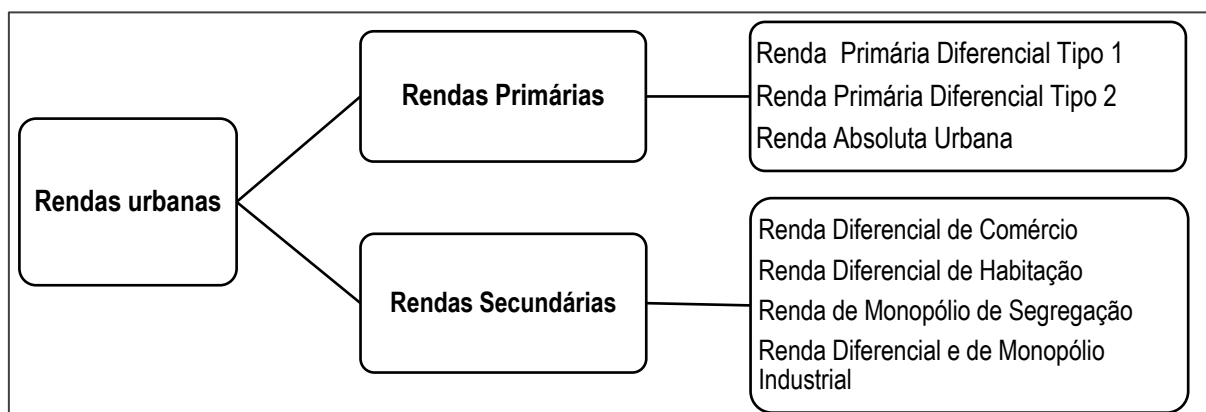 Rendas urbanas
Rendas Primárias
Renda Primária Diferencial Tipo 1
Renda Primária Diferencial Tipo 2
Renda Absoluta Urbana
Rendas Secundárias
Renda Diferencial de Comércio
Renda Diferencial de Habitação
Renda de Monopólio de Segregação
Renda Diferencial e de Monopólio
Industrial